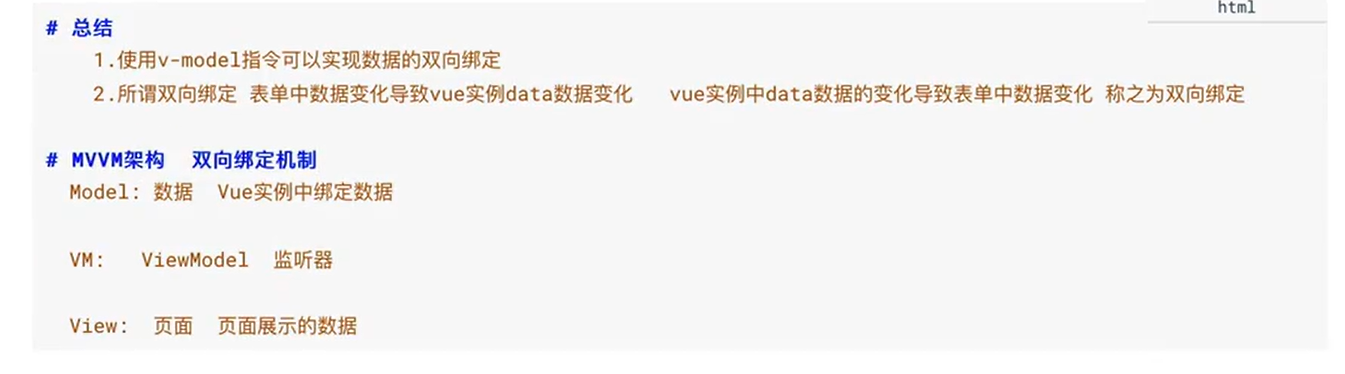 html
# 总结
1.使用v-model指令可以实现数据的双向绑定
2.所谓双向绑定 表单中数据变化导致vue实例data数据变化 vue实例中data数据的变化导致表单中数据变化 称之为双向绑定
# MVVM架构 双向绑定机制
Model: 数据 Vue实例中绑定数据
VM: ViewModel 监听器
View: 页面 页面展示的数据